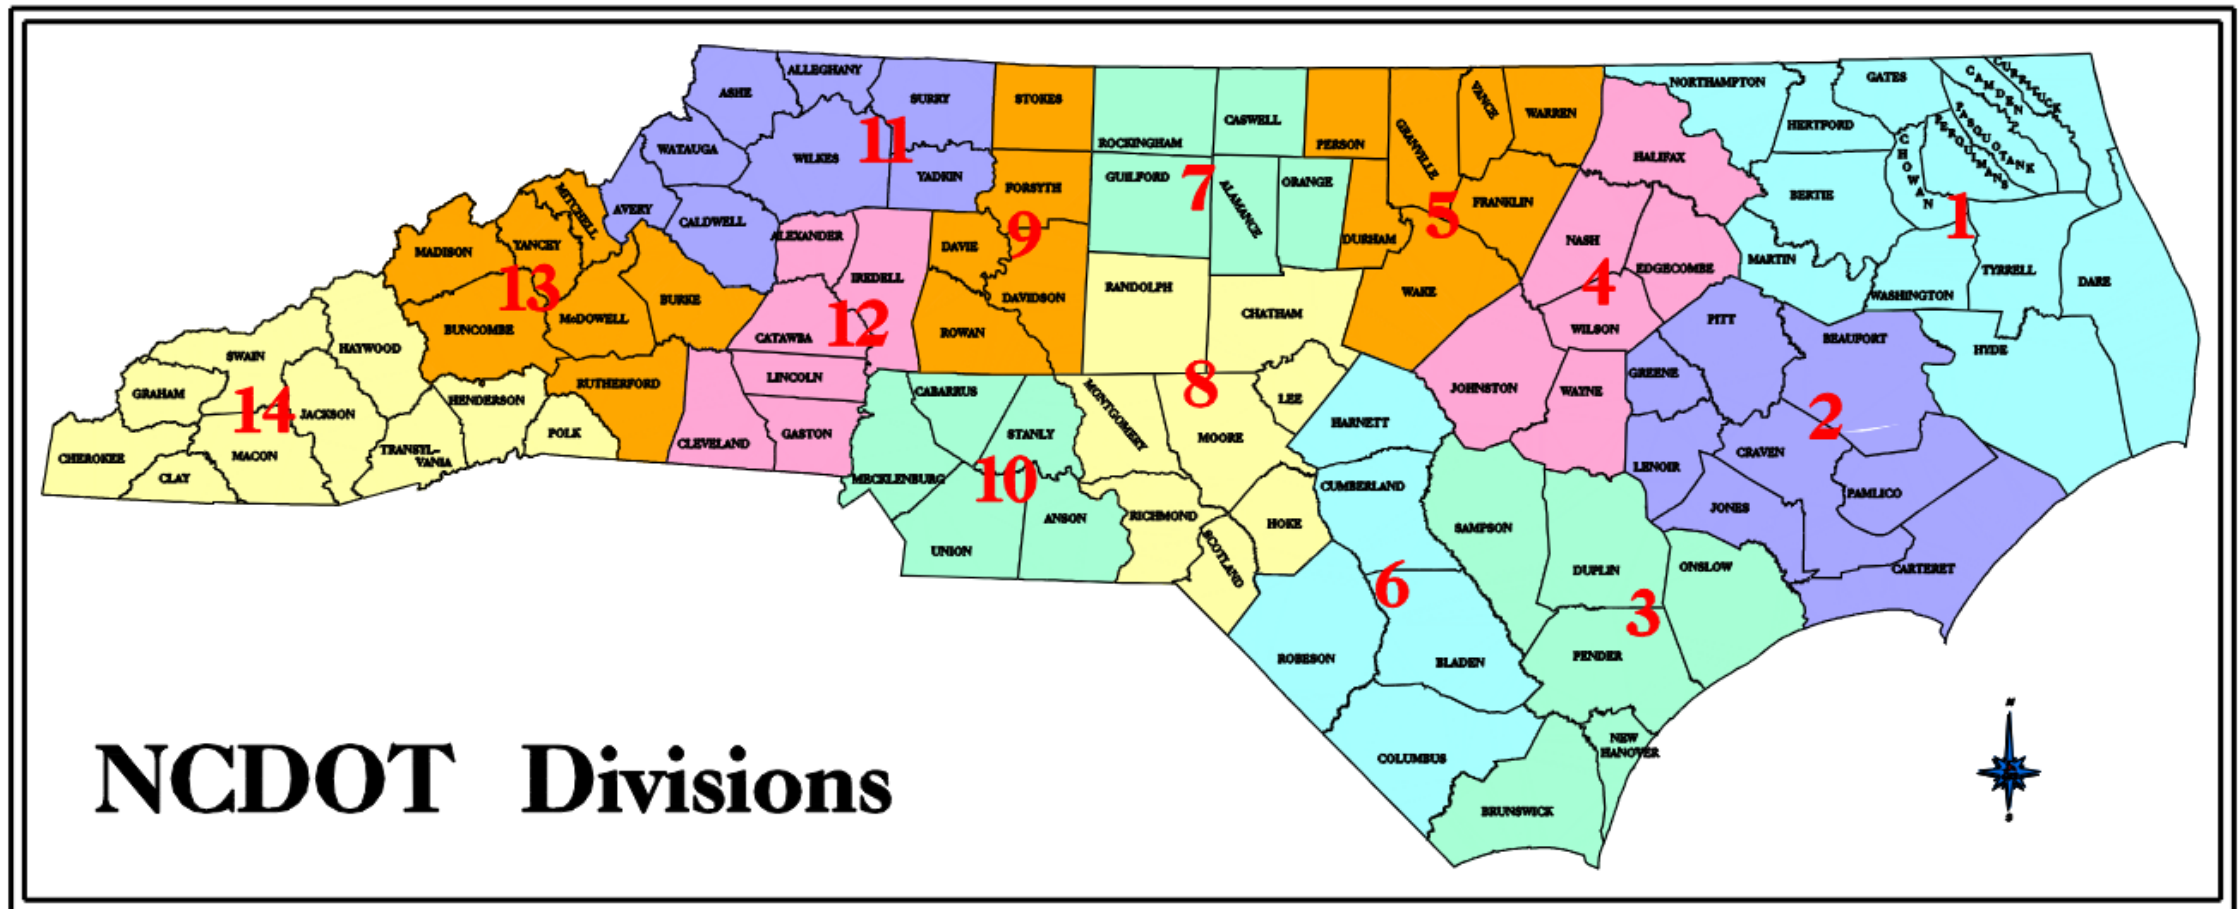 ASHE
ALLEGHANY
SURRY
STOKES
ROCKINGHAM
CASWELL
PERSON
GRANVILLE
VANCE
WARREN
NORTHAMPTON
GATES
CAMDEN
CURRITUCK
HERTFORD
PASQUOTANK
PERQUIMANS
CHOWAN
HALIFAX
WATAUGA
WILKES
11
YADKIN
FORSYTH
GUILFORD
7
ALAMANCE
ORANGE
DURHAM
5
FRANKLIN
BERTIE
1
MITCHELL
AVERY
CALDWELL
ALEXANDER
IREDELL
DAVIE
9
DAVIDSON
RANDOLPH
CHATHAM
WAKE
NASH
4
EDGECOMBE
MARTIN
WASHINGTON
TYRRELL
DARE
MADISON
YANCEY
13
BUNCOMBE
McDOWELL
BURKE
CATAWBA
12
ROWAN
WILSON
PITT
BEAUFORT
HYDE
SWAIN
HAYWOOD
GRAHAM
14
JACKSON
HENDERSON
RUTHERFORD
LINCOLN
CABARRUS
MONTGOMERY
8
LEE
JOHNSTON
WAYNE
GREENE
2
CHEROKEE
CLAY
MACON
TRANSYL-
VANIA
POLK
CLEVELAND
GASTON
MECKLENBURG
STANLY
10
MOORE
HARNETT
LENOIR
CRAVEN
PAMLICO
JONES
UNION
ANSON
RICHMOND
SCOTLAND
HOKE
CUMBERLAND
SAMPSON
DUPLIN
ONSLOW
CARTERET
6
3
ROBESON
BLADEN
PENDER
COLUMBUS
NEW
HANOVER
BRUNSWICK
NCDOT Divisions
N
S